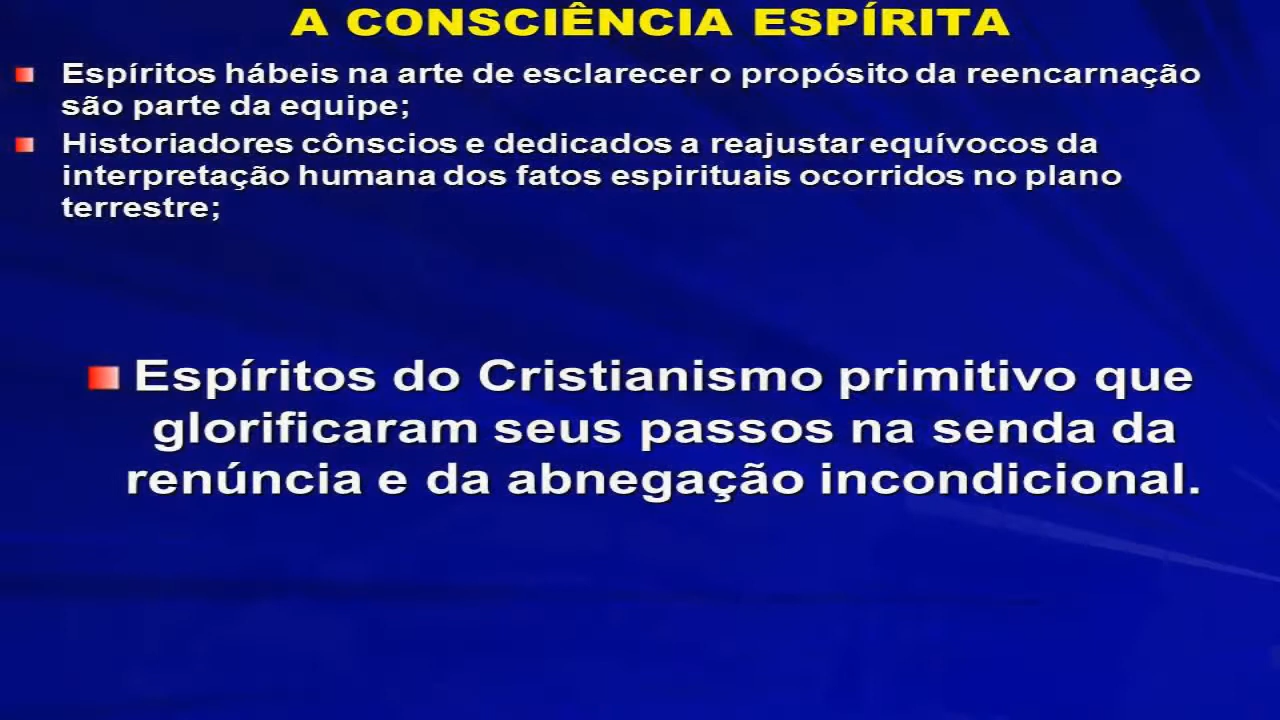 A CONSCIÊNCIA ESPÍRITA
Espíritos hábeis na arte de esclarecer o propósito da reencarnação
são parte da equipe;
Historiadores cônscios e dedicados a reajustar equívocos da
interpretação humana dos fatos espirituais ocorridos no plano
terrestre;
Espíritos do Cristianismo primitivo que
glorificaram seus passos na senda da
renúncia e da abnegação incondicional.